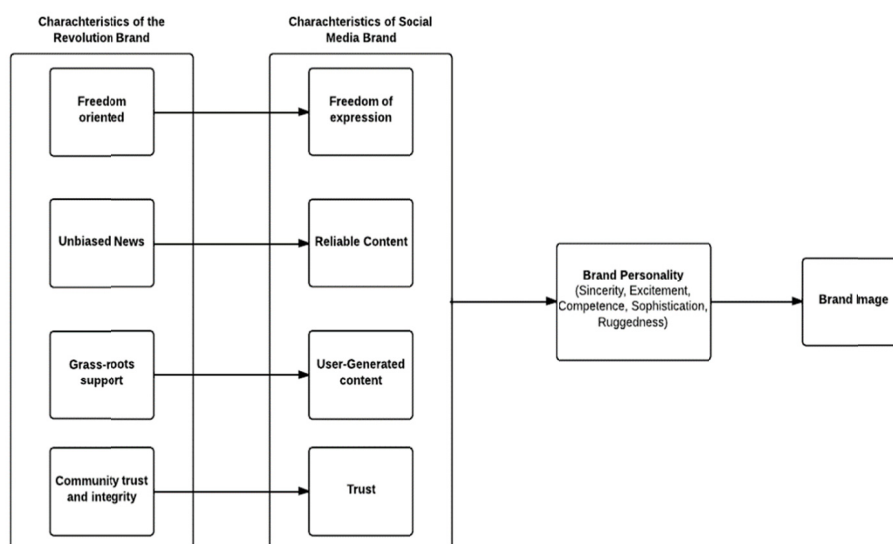 Charachteristics of the
Revolution Brand
Charachteristics of Social
Media Brand
Freedom
oriented
Freedom of
expression
Unbiased News
Reliable Content
Brand Personality
(Sincerity, Excitement,
Competence, Sophistication,
Ruggedness)
Brand Image
Grass-roots
support
User-Generated
content
Community trust
and integrity
Trust